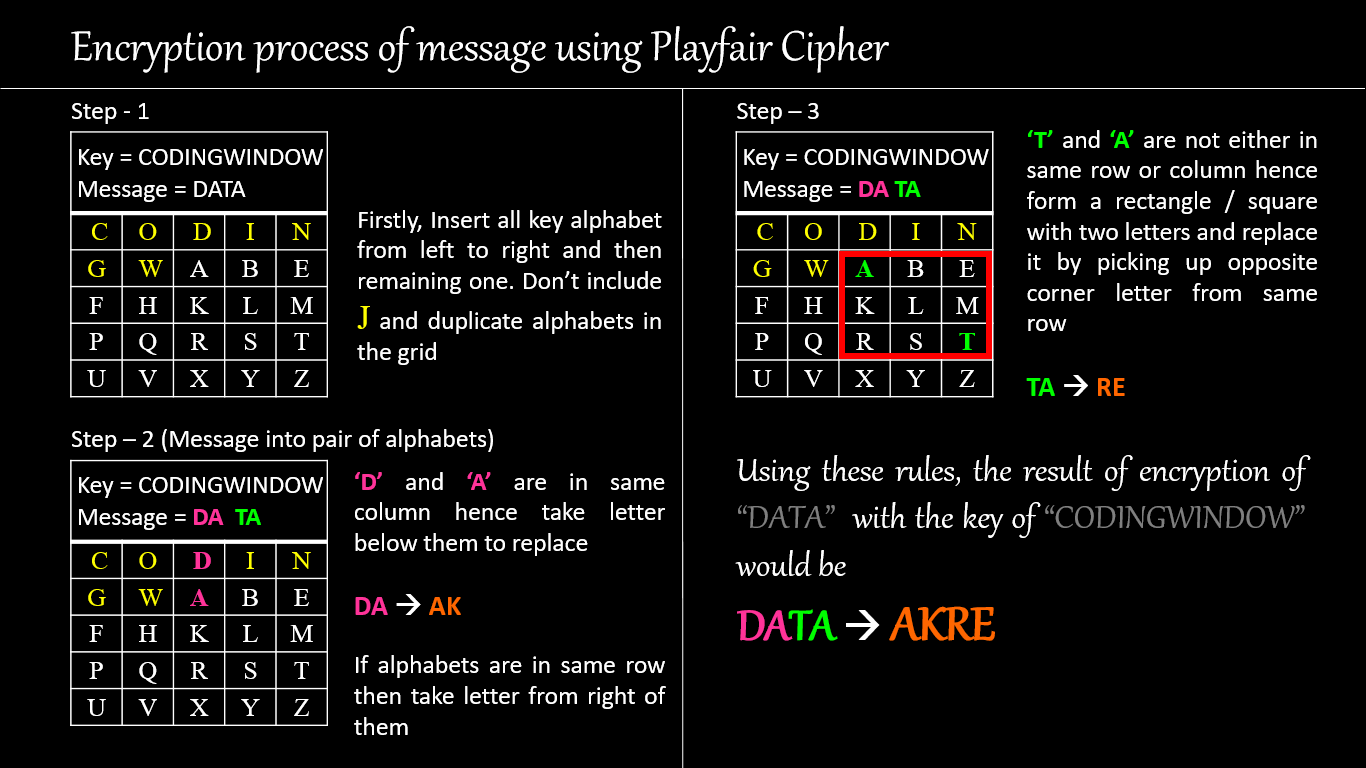 Encryption process of message using Playfair Cipher
Step - 1
Key = CODINGWINDOW
Message = DATA
C O D I N
G W A B E
F H K L M
P Q R S T
U V X Y Z
Firstly, Insert all key alphabet
from left to right and then
remaining one. Don't include
J and duplicate alphabets in
the grid
Step – 2 (Message into pair of alphabets)
Key = CODINGWINDOW
Message = DA TA
C O D I N
G W A B E
F H K L M
P Q R S T
U V X Y Z
'D' and 'A' are in same
column hence take letter
below them to replace
DA → AK
If alphabets are in same row
then take letter from right of
them
Step – 3
Key = CODINGWINDOW
Message = DA TA
C O D I N
G W A B E
F H K L M
P Q R S T
U V X Y Z
'T' and 'A' are not either in
same row or column hence
form a rectangle / square
with two letters and replace
it by picking up opposite
corner letter from same
row
TA → RE
Using these rules, the result of encryption of
"DATA" with the key of "CODINGWINDOW"
would be
DATA → AKRE